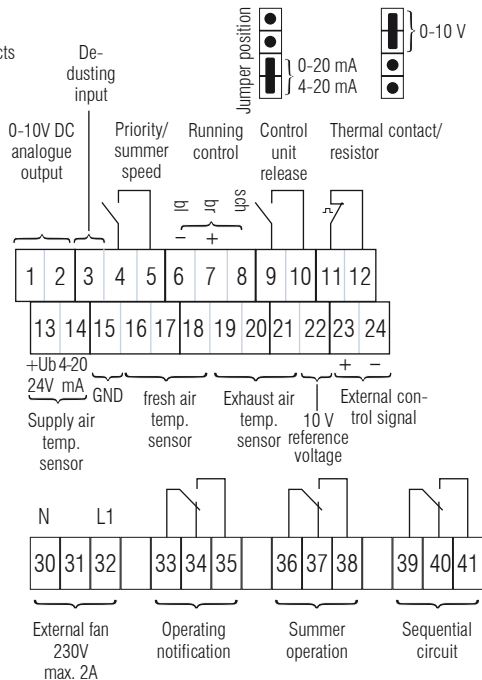 cts
Jumper position
0-20 mA
4-20 mA
0-10 V
De-
dusting
input
0-10V DC
analogue
output
Priority/
summer
speed
Running
control
Control
unit
release
Thermal contact/
resistor
bl
br
sch
− +
1 2 3 4 5 6 7 8 9 10 11 12
13 14 15 16 17 18 19 20 21 22 23 24
+Ub 4-20
24V mA
Supply air
temp.
sensor
GND
fresh air
temp.
sensor
Exhaust air
temp.
sensor
10 V
reference
voltage
+ −
External con-
trol signal
N L1
30 31 32 33 34 35 36 37 38 39 40 41
External fan
230V
max. 2A
Operating
notification
Summer
operation
Sequential
circuit